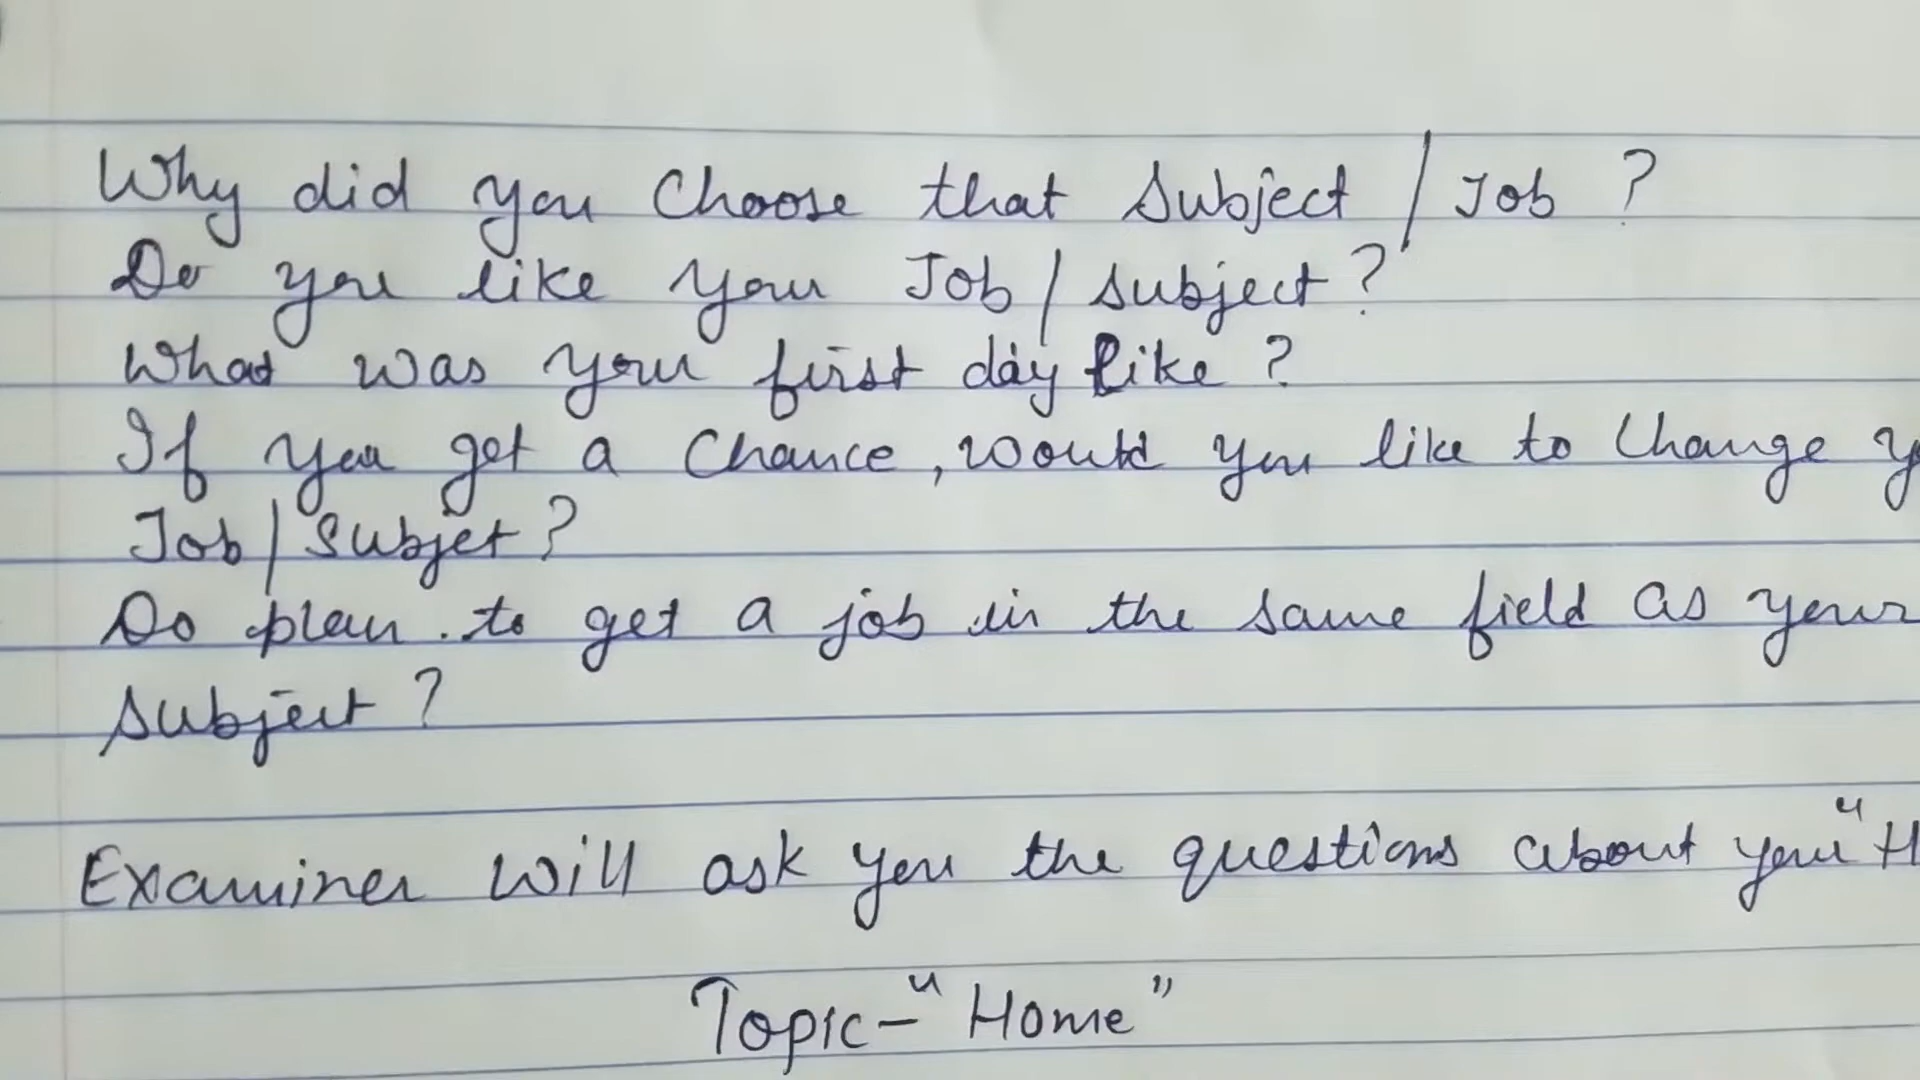 Why did you Choose that Subject / Job ?
Do you like your Job / Subject ?
What was your first day like ?
If you get a Chance, would you like to Change
Job / Subjet ?
Do plan . to get a job in the same field as your
Subject ?
Examiner will ask you the questions about your "H
Topic - "Home"